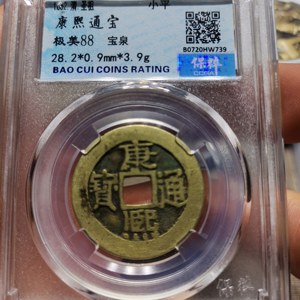 小平
康熙通宝
极美88 宝泉
28.2*0.9mm*3.9g
BAO CUI COINS RATING
B0720HW739
保粹
康熙通寶